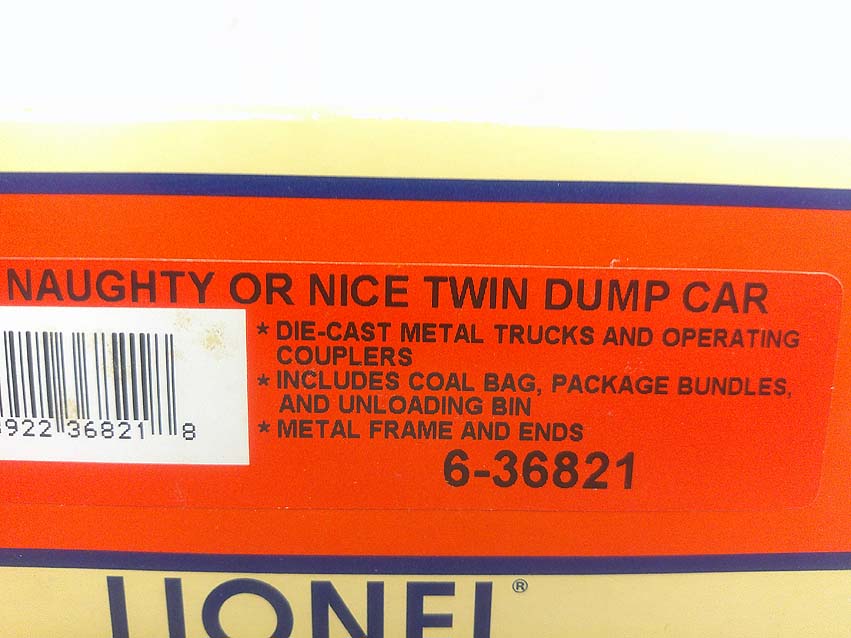 NAUGHTY OR NICE TWIN DUMP CAR
* DIE-CAST METAL TRUCKS AND OPERATING
COUPLERS
* INCLUDES COAL BAG, PACKAGE BUNDLES,
AND UNLOADING BIN
* METAL FRAME AND ENDS
922 36821 8
6-36821
LIONEL®